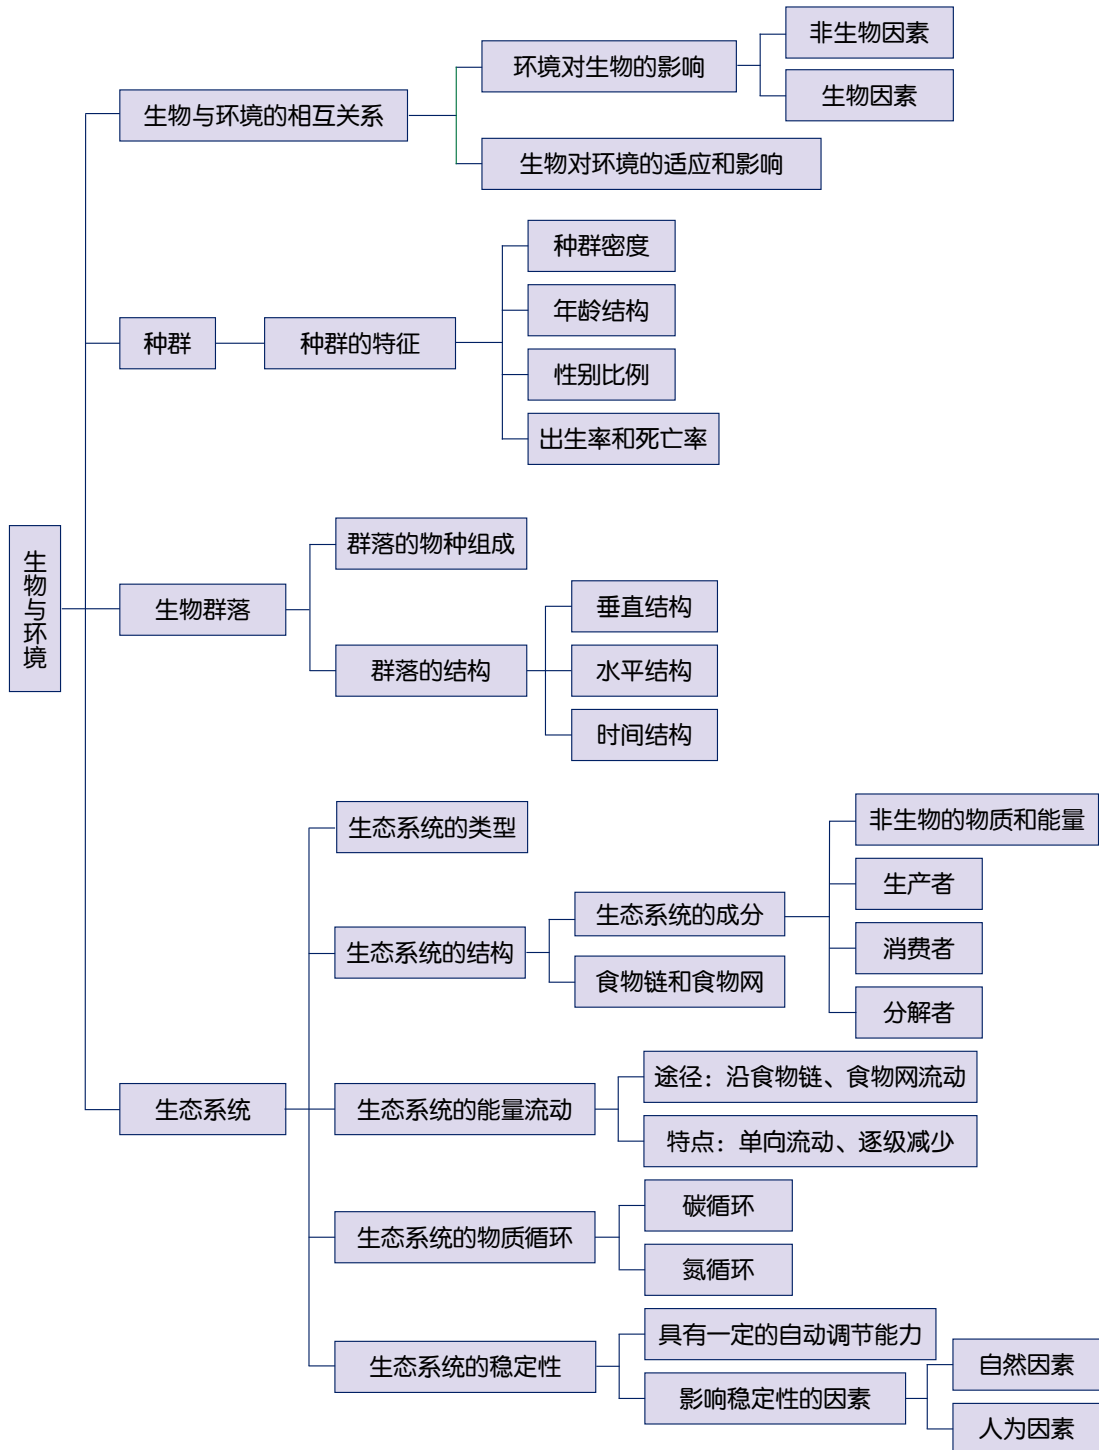 生物与环境
生物与环境的相互关系
环境对生物的影响
非生物因素
生物因素
生物对环境的适应和影响
种群
种群的特征
种群密度
年龄结构
性别比例
出生率和死亡率
生物群落
群落的物种组成
群落的结构
垂直结构
水平结构
时间结构
生态系统
生态系统的类型
生态系统的结构
生态系统的成分
非生物的物质和能量
生产者
消费者
分解者
食物链和食物网
生态系统的能量流动
途径：沿食物链、食物网流动
特点：单向流动、逐级减少
生态系统的物质循环
碳循环
氮循环
生态系统的稳定性
具有一定的自动调节能力
影响稳定性的因素
自然因素
人为因素